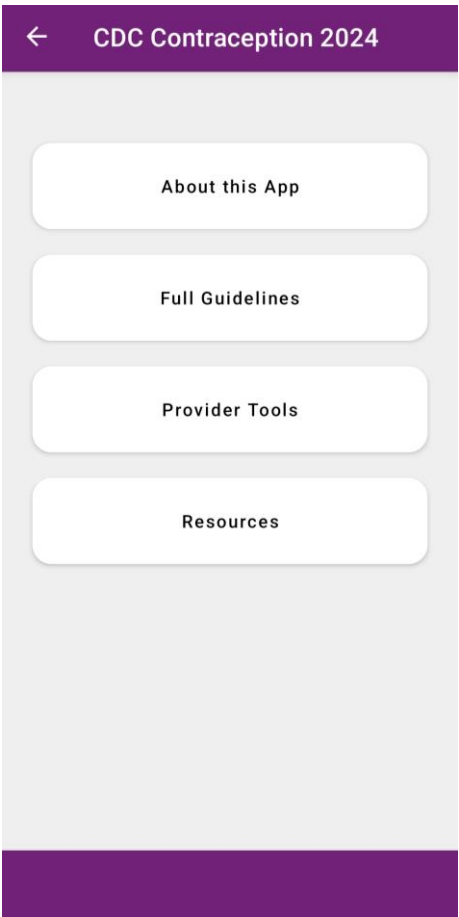 CDC Contraception 2024
About this App
Full Guidelines
Provider Tools
Resources